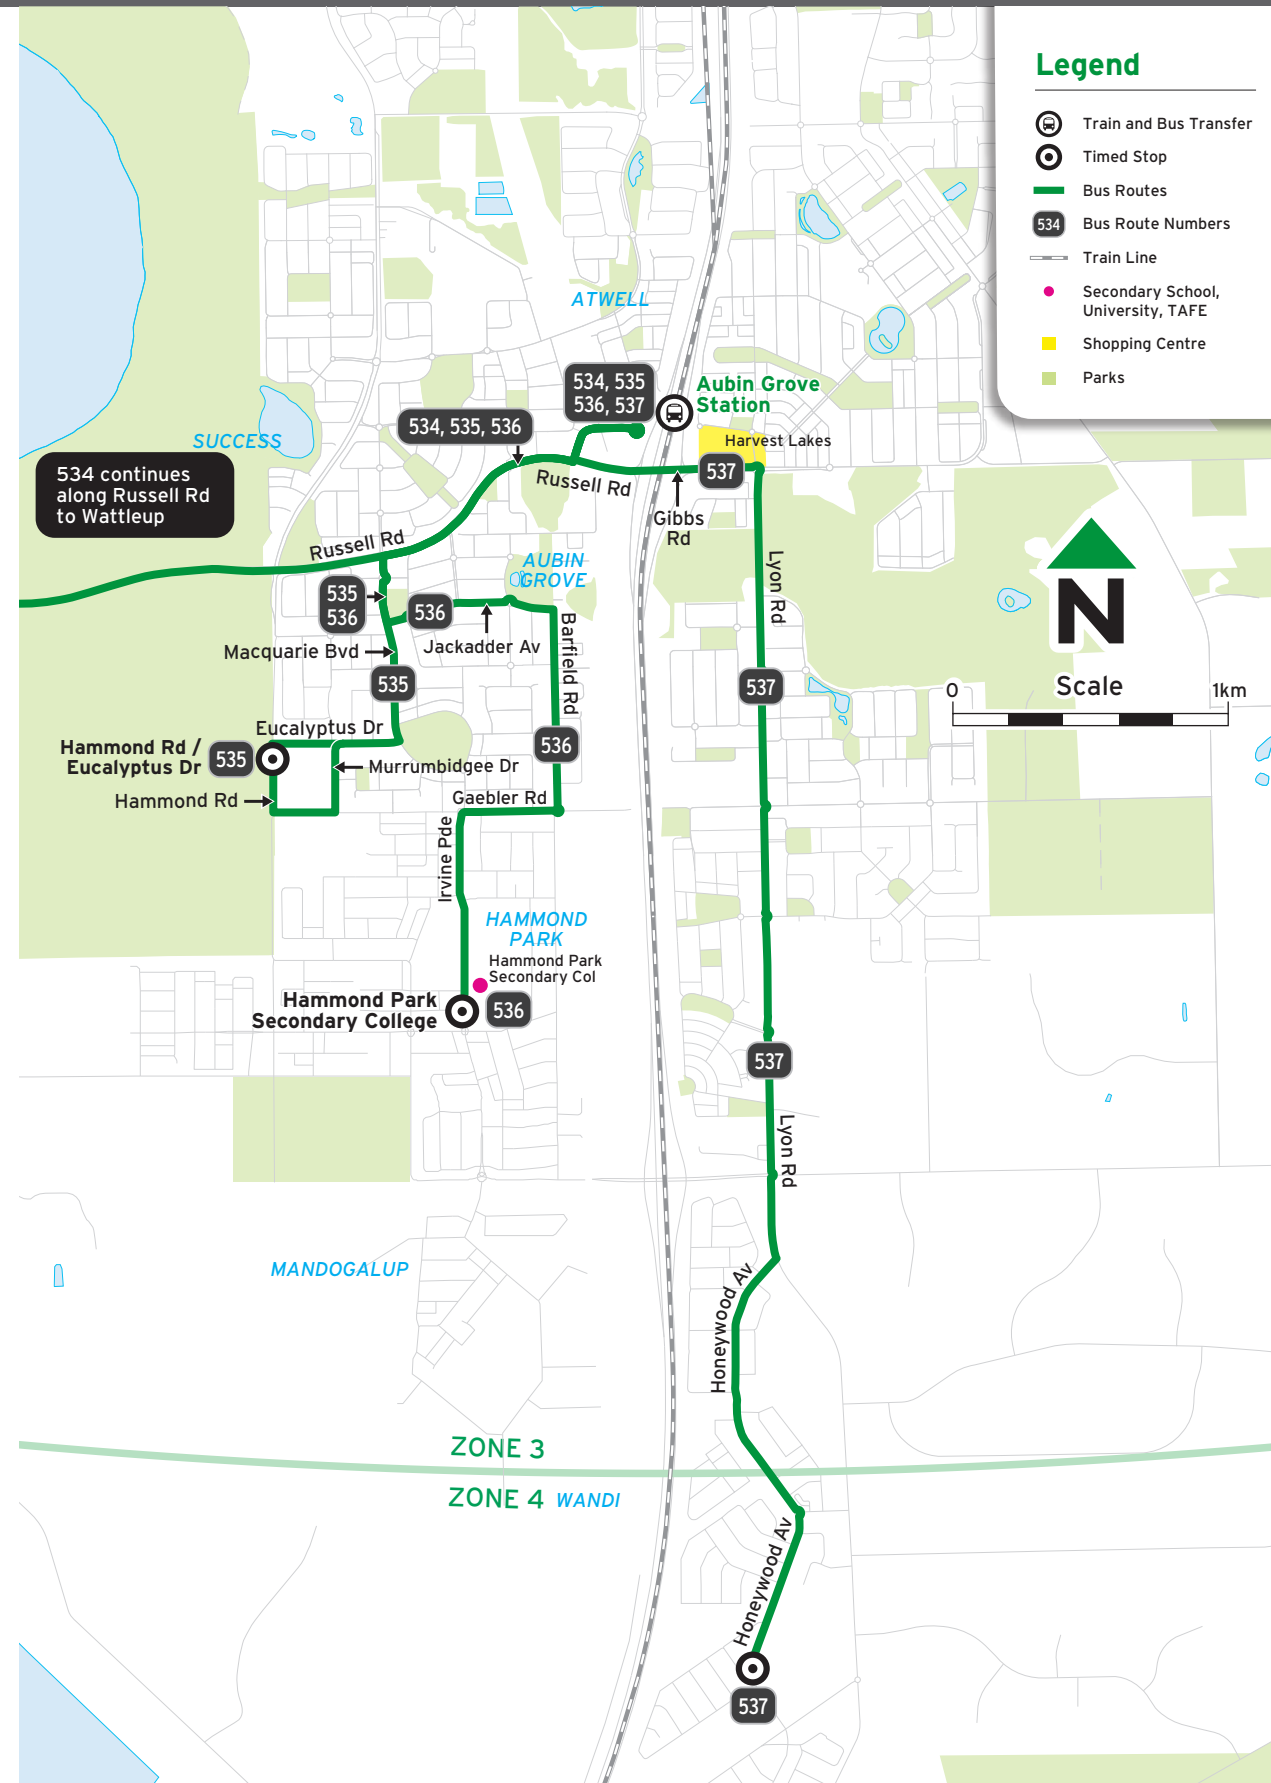 Legend
Train and Bus Transfer
Timed Stop
Bus Routes
534
Bus Route Numbers
Train Line
Secondary School,
University, TAFE
Shopping Centre
Parks
ATWELL
534, 535
536, 537
Aubin Grove
Station
534, 535, 536
Harvest Lakes
SUCCESS
537
534 continues
along Russell Rd
to Wattleup
Russell Rd
Gibbs
Rd
Russell Rd
AUBIN
GROVE
Lyon Rd
N
535
536
536
Jackadder Av
Barfield Rd
Macquarie Bvd
535
537
0
Scale
1km
Eucalyptus Dr
Hammond Rd /
Eucalyptus Dr
535
536
Murrumbidgee Dr
Hammond Rd
Gaebler Rd
Irvine Pde
HAMMOND
PARK
Hammond Park
Secondary Col
Hammond Park
Secondary College
536
537
Lyon Rd
MANDOGALUP
Honeywood Av
ZONE 3
ZONE 4
WANDI
Honeywood Av
537